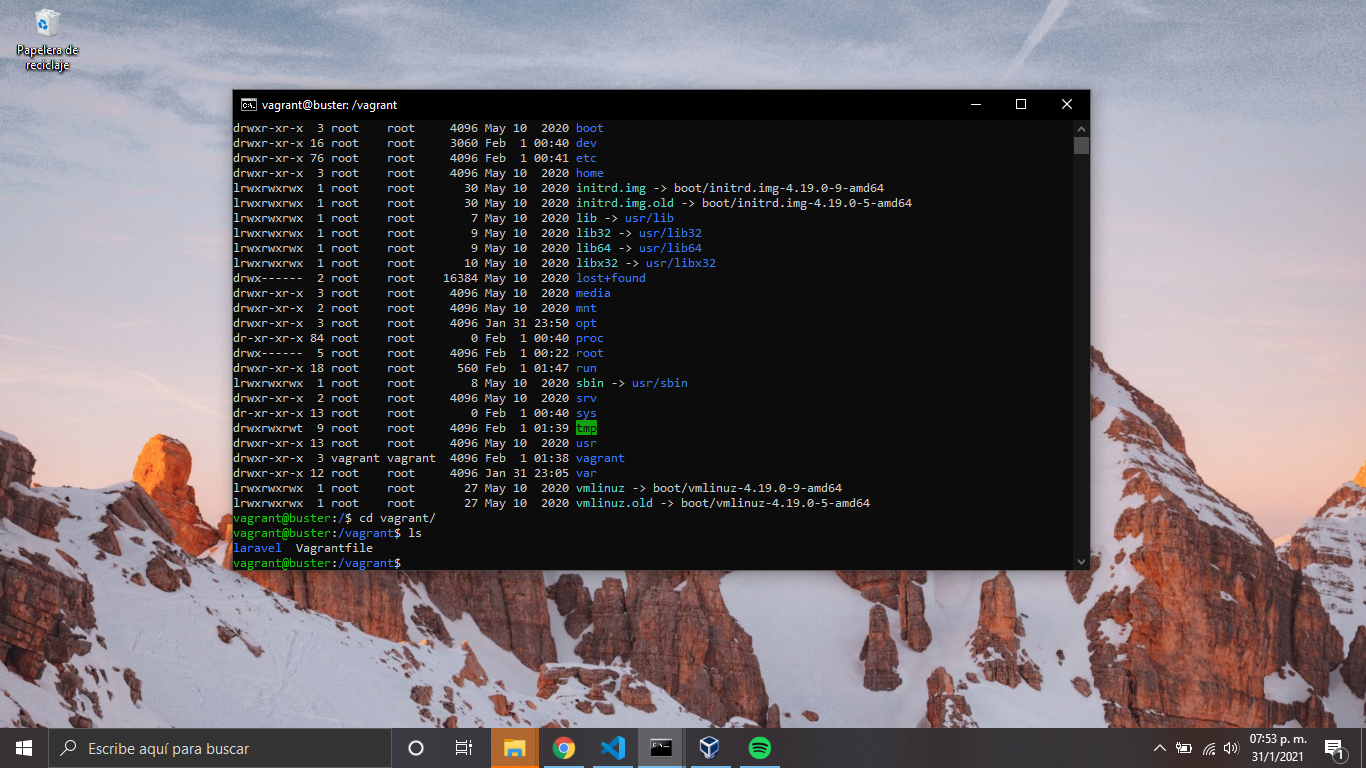 Papelera de
reciclaje
vagrant@buster: /vagrant
drwxr-xr-x  3 root    root     4096 May 10  2020 boot
drwxr-xr-x 16 root    root     3060 Feb  1 00:40 dev
drwxr-xr-x 76 root    root     4096 Feb  1 00:41 etc
drwxr-xr-x  3 root    root     4096 May 10  2020 home
lrwxrwxrwx  1 root    root       30 May 10  2020 initrd.img -> boot/initrd.img-4.19.0-9-amd64
lrwxrwxrwx  1 root    root       30 May 10  2020 initrd.img.old -> boot/initrd.img-4.19.0-5-amd64
lrwxrwxrwx  1 root    root        7 May 10  2020 lib -> usr/lib
lrwxrwxrwx  1 root    root        9 May 10  2020 lib32 -> usr/lib32
lrwxrwxrwx  1 root    root        9 May 10  2020 lib64 -> usr/lib64
lrwxrwxrwx  1 root    root       10 May 10  2020 libx32 -> usr/libx32
drwx------  2 root    root    16384 May 10  2020 lost+found
drwxr-xr-x  3 root    root     4096 May 10  2020 media
drwxr-xr-x  2 root    root     4096 May 10  2020 mnt
drwxr-xr-x  3 root    root     4096 Jan 31 23:50 opt
dr-xr-xr-x 84 root    root        0 Feb  1 00:40 proc
drwx------  5 root    root     4096 Feb  1 00:22 root
drwxr-xr-x 18 root    root      560 Feb  1 01:47 run
lrwxrwxrwx  1 root    root        8 May 10  2020 sbin -> usr/sbin
drwxr-xr-x  2 root    root     4096 May 10  2020 srv
dr-xr-xr-x 13 root    root        0 Feb  1 00:40 sys
drwxrwxrwt  9 root    root     4096 Feb  1 01:39 tmp
drwxr-xr-x 13 root    root     4096 May 10  2020 usr
drwxr-xr-x  3 vagrant vagrant  4096 Feb  1 01:38 vagrant
drwxr-xr-x 12 root    root     4096 Jan 31 23:05 var
lrwxrwxrwx  1 root    root       27 May 10  2020 vmlinuz -> boot/vmlinuz-4.19.0-9-amd64
lrwxrwxrwx  1 root    root       27 May 10  2020 vmlinuz.old -> boot/vmlinuz-4.19.0-5-amd64
vagrant@buster:/$ cd vagrant/
vagrant@buster:/vagrant$ ls
laravel  Vagrantfile
vagrant@buster:/vagrant$
Escribe aquí para buscar
07:53 p. m.
31/1/2021
1